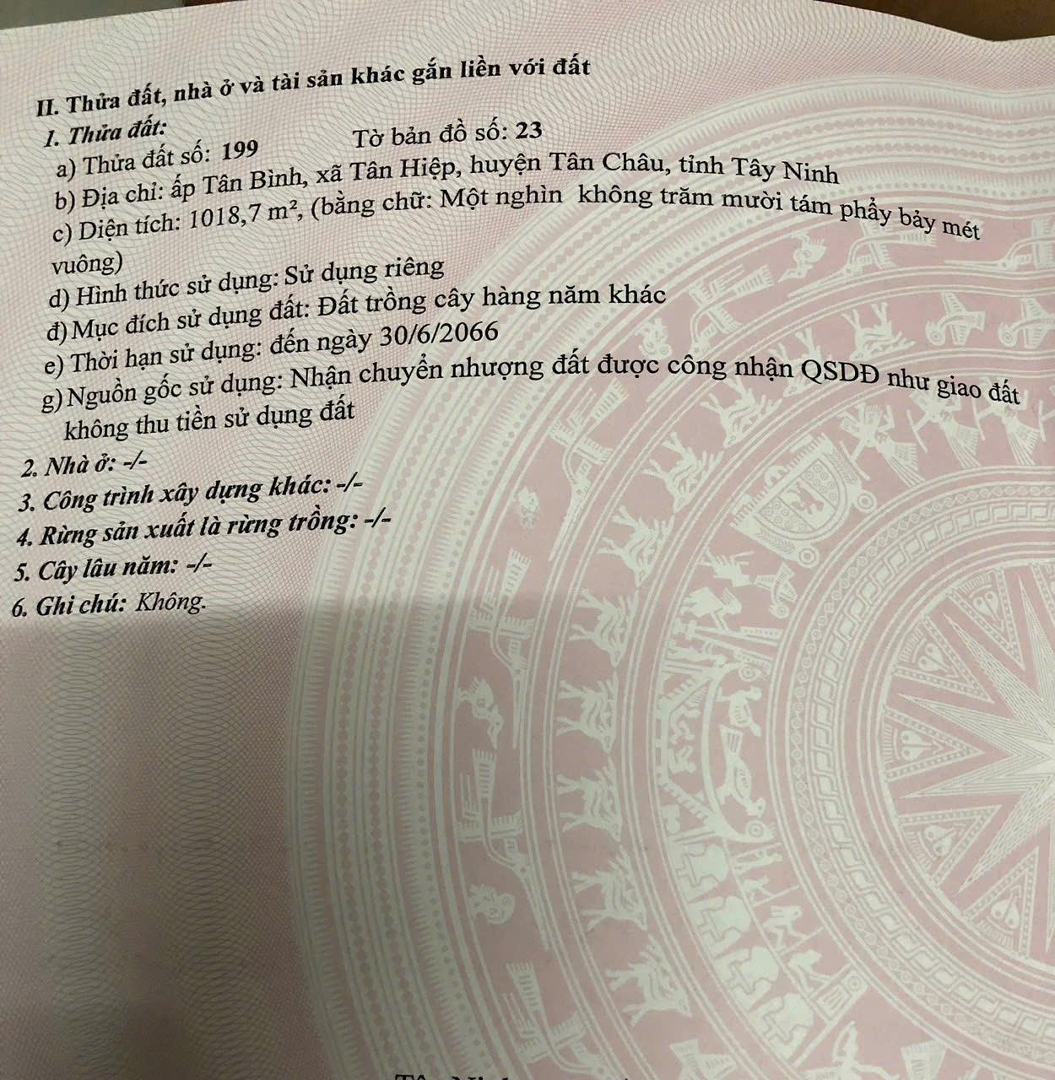 II. Thửa đất, nhà ở và tài sản khác gắn liền với đất
1. Thửa đất:
a) Thửa đất số: 199 Tờ bản đồ số: 23
b) Địa chỉ: ấp Tân Bình, xã Tân Hiệp, huyện Tân Châu, tỉnh Tây Ninh
c) Diện tích: 1018,7 m², (bằng chữ: Một nghìn không trăm mười tám phẩy bảy mét
vuông)
d) Hình thức sử dụng: Sử dụng riêng
đ) Mục đích sử dụng đất: Đất trồng cây hàng năm khác
e) Thời hạn sử dụng: đến ngày 30/6/2066
g) Nguồn gốc sử dụng: Nhận chuyển nhượng đất được công nhận QSDĐ như giao đất
không thu tiền sử dụng đất
2. Nhà ở: -/-
3. Công trình xây dựng khác: -/-
4. Rừng sản xuất là rừng trồng: -/-
5. Cây lâu năm: -/-
6. Ghi chú: Không.